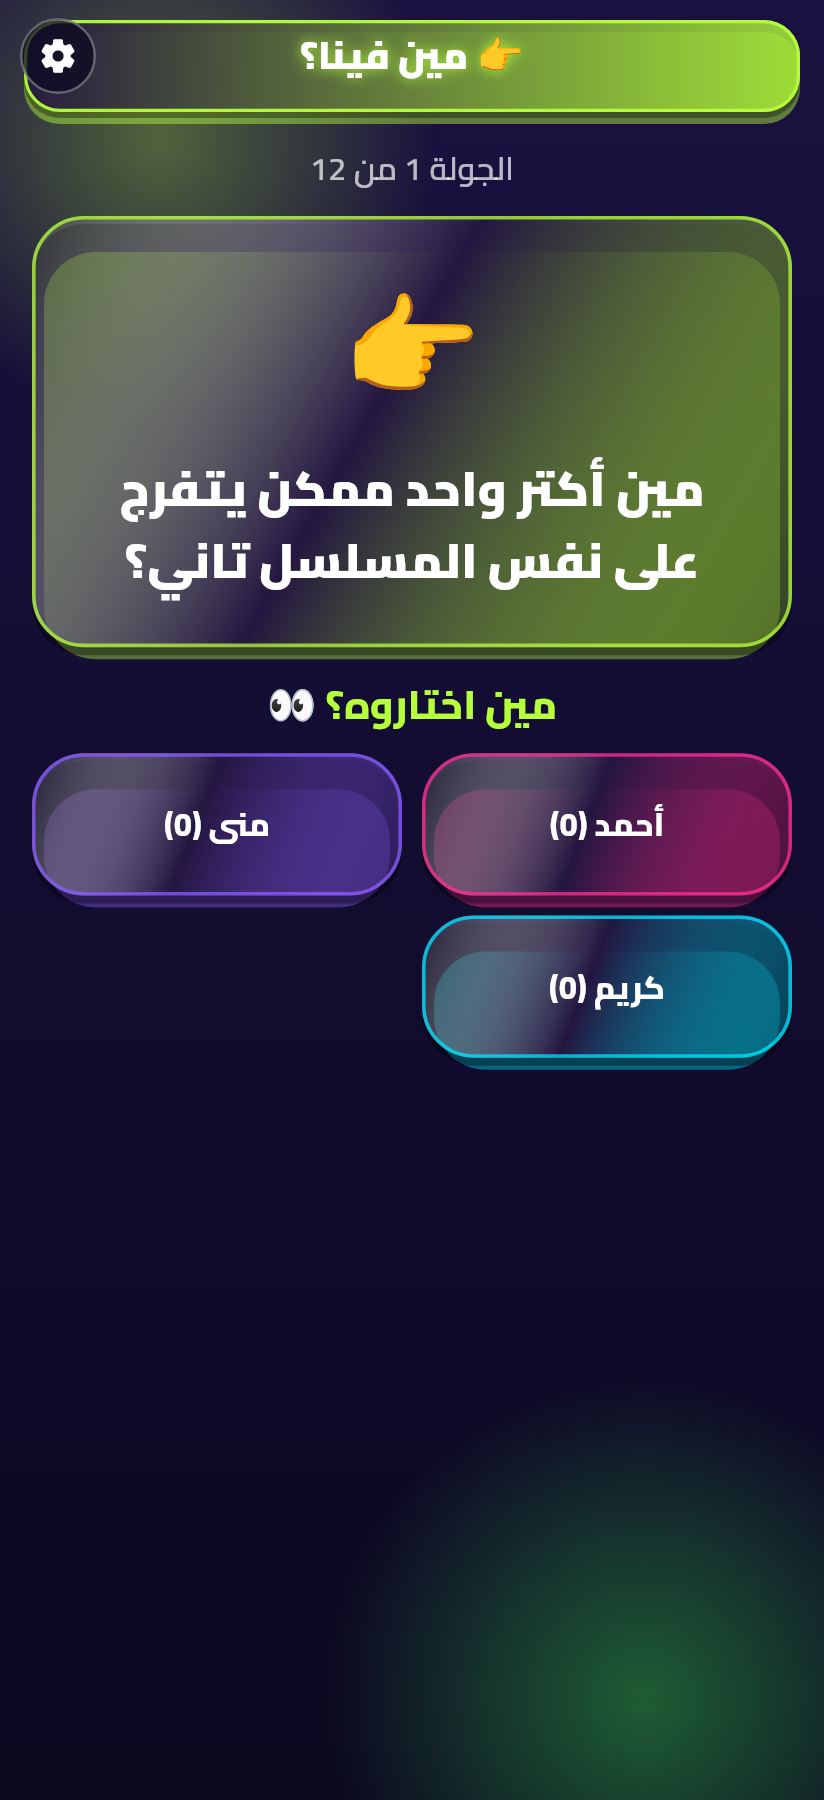 👉 مين فينا؟
الجولة 1 من 12
👉
مين أكتر واحد ممكن يتفرج
على نفس المسلسل تاني؟
مين اختاروه؟ 👀
أحمد (0)
منى (0)
كريم (0)